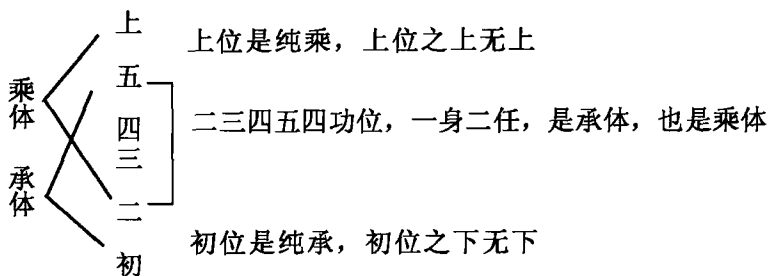 上
上位是纯乘，上位之上无上
五
乘体
四
二三四五四功位，一身二任，是承体，也是乘体
三
承体
二
初位是纯承，初位之下无下
初